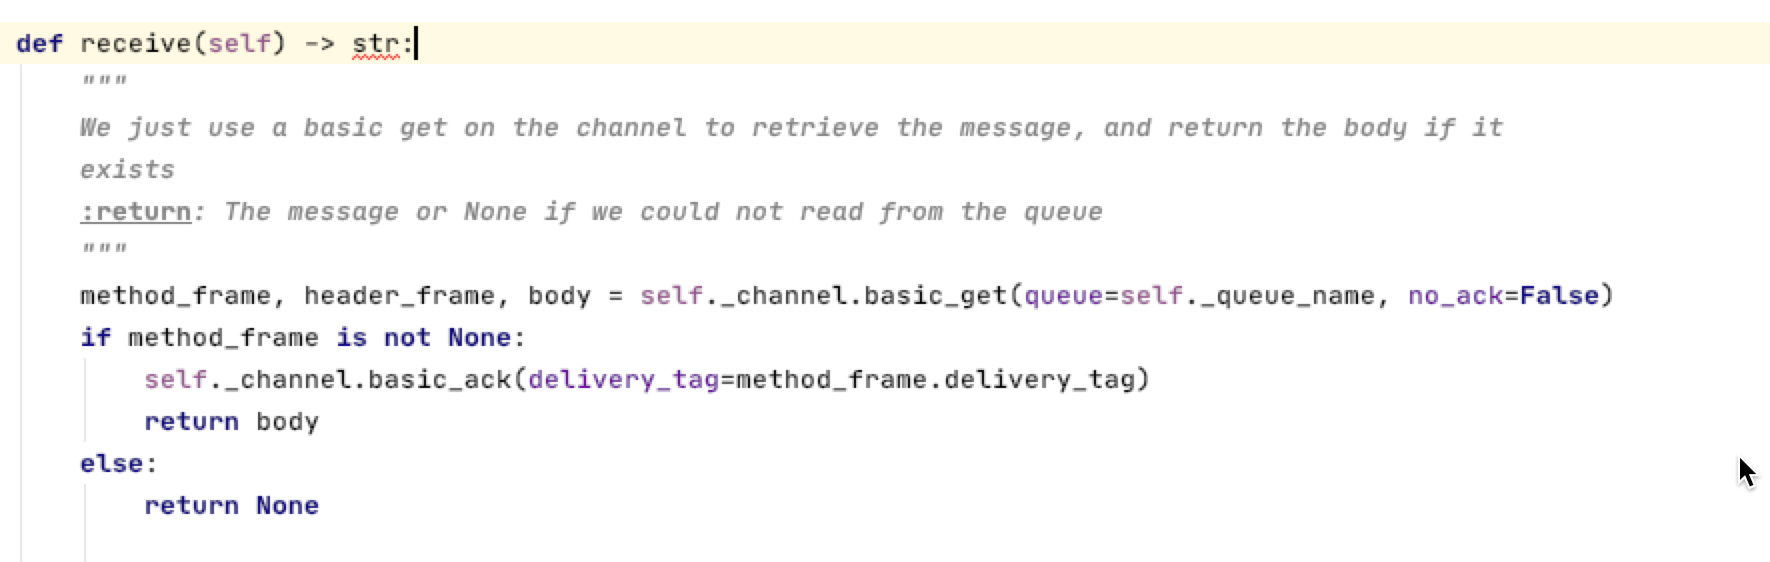 def receive(self) -> str:
"""
We just use a basic get on the channel to retrieve the message, and return the body if it
exists
:return: The message or None if we could not read from the queue
"""
method_frame, header_frame, body = self._channel.basic_get(queue=self._queue_name, no_ack=False)
if method_frame is not None:
self._channel.basic_ack(delivery_tag=method_frame.delivery_tag)
return body
else:
return None